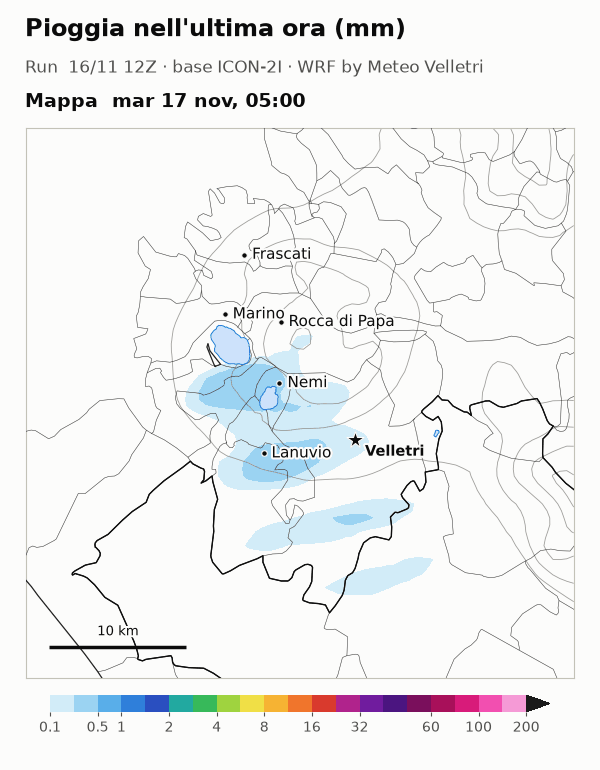 Pioggia nell'ultima ora (mm)
Run  16/11 12Z · base ICON-2I · WRF by Meteo Velletri
Mappa  mar 17 nov, 05:00
Frascati
Marino
Rocca di Papa
Nemi
Velletri
Lanuvio
10 km
0.1 0.5 1 2 4 8 16 32 60 100 200